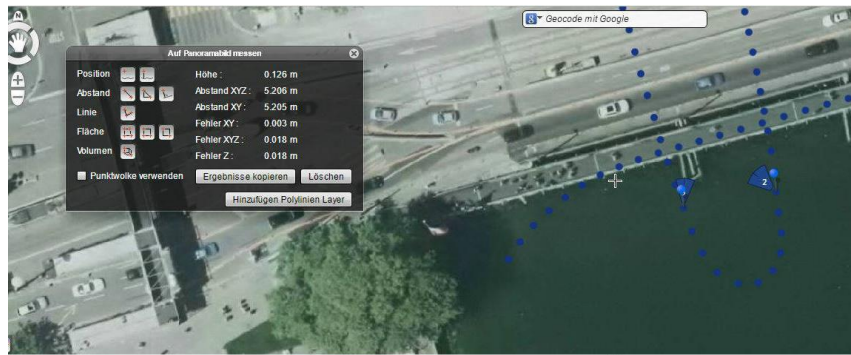 N
8 Geocode mit Google
Auf Panoramabild messen
Position
Abstand
Linie
Fläche
Volumen
Höhe : 0.126 m
Abstand XYZ : 5.206 m
Abstand XY : 5.205 m
Fehler XY : 0.003 m
Fehler XYZ : 0.018 m
Fehler Z : 0.018 m
Punktwolke verwenden
Ergebnisse kopieren
Löschen
Hinzufügen Polylinien Layer
2